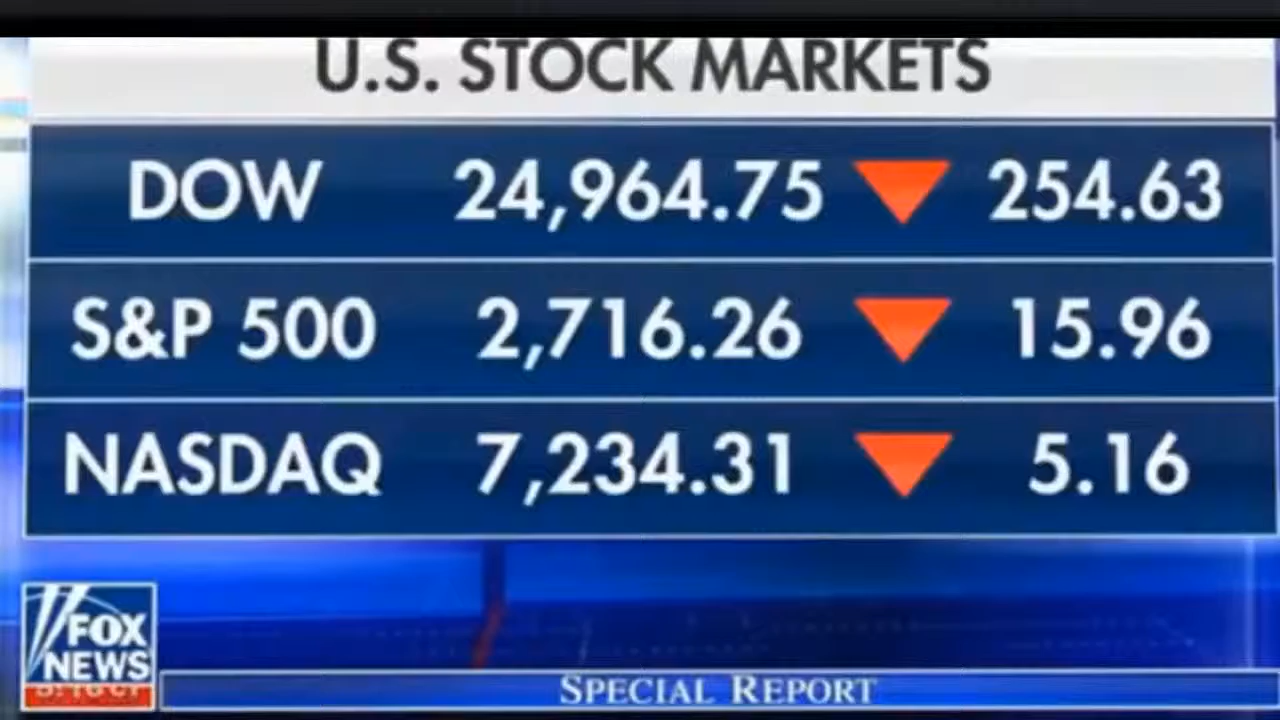 U.S. STOCK MARKETS
DOW 24,964.75 ▼ 254.63
S&P 500 2,716.26 ▼ 15.96
NASDAQ 7,234.31 ▼ 5.16
FOX
NEWS
SPECIAL REPORT